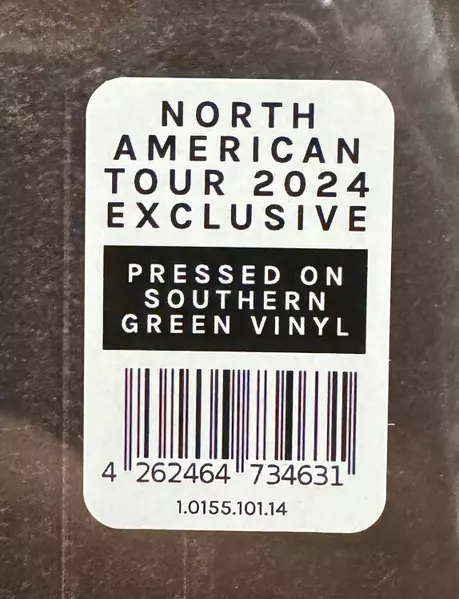 NORTH
AMERICAN
TOUR 2024
EXCLUSIVE
PRESSED ON
SOUTHERN
GREEN VINYL
4 262464 734631
1.0155.101.14